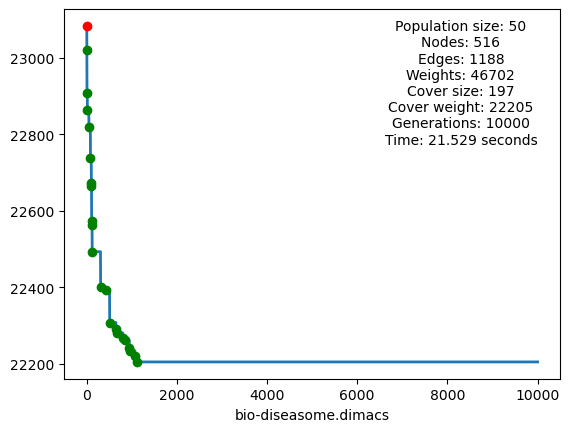 Population size: 50
Nodes: 516
Edges: 1188
Weights: 46702
Cover size: 197
Cover weight: 22205
Generations: 10000
Time: 21.529 seconds
23000
22800
22600
22400
22200
0 2000 4000 6000 8000 10000
bio-diseasome.dimacs